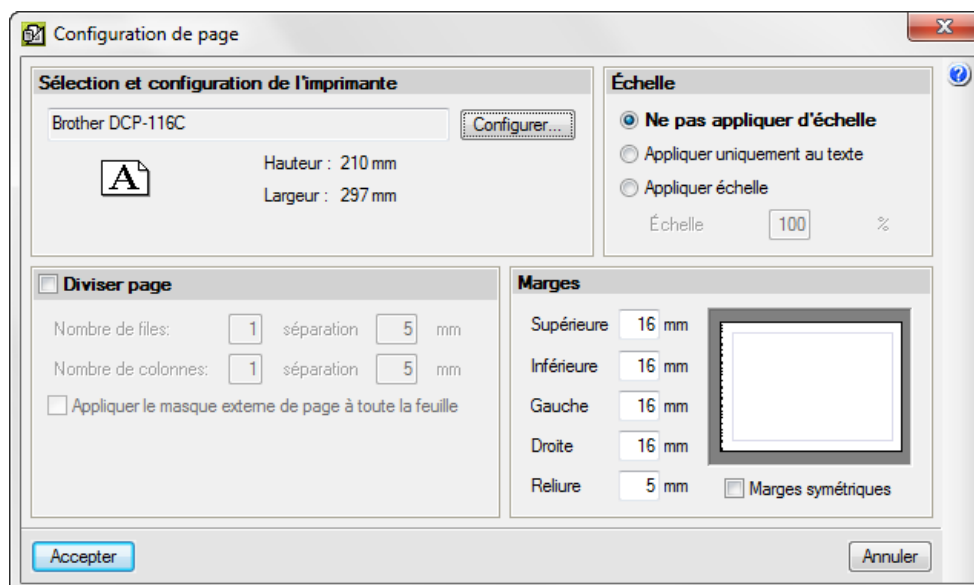 Configuration de page
Sélection et configuration de l'imprimante
Brother DCP-116C
Configurer...
A
Hauteur : 210 mm
Largeur : 297 mm
Échelle
Ne pas appliquer d'échelle
Appliquer uniquement au texte
Appliquer échelle
Échelle 100 %
Diviser page
Nombre de files: 1 séparation 5 mm
Nombre de colonnes: 1 séparation 5 mm
Appliquer le masque externe de page à toute la feuille
Marges
Supérieure 16 mm
Inférieure 16 mm
Gauche 16 mm
Droite 16 mm
Reliure 5 mm
Marges symétriques
Accepter
Annuler